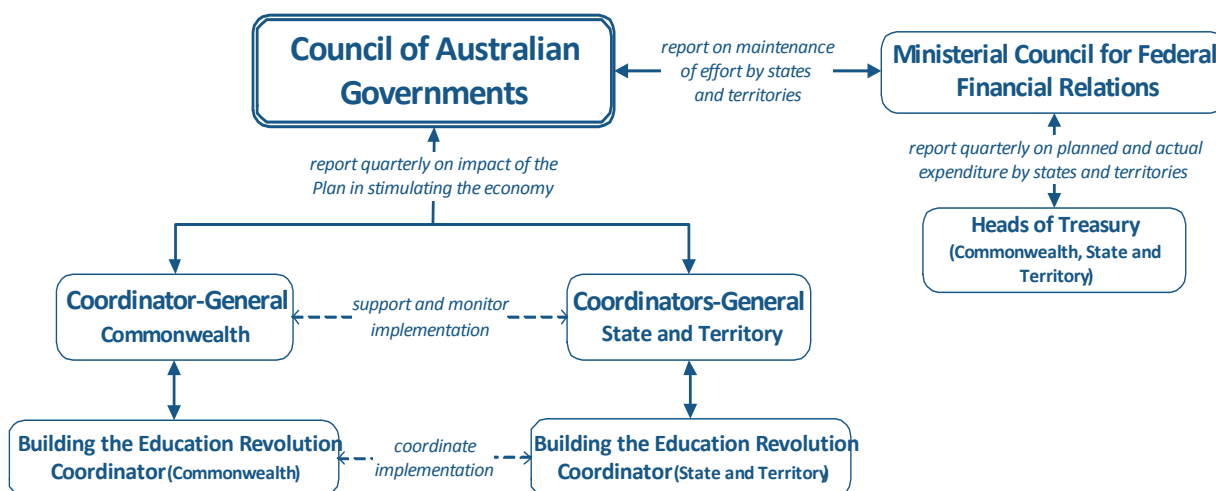 Council of Australian
Governments
report on maintenance
of effort by states
and territories
Ministerial Council for Federal
Financial Relations
report quarterly on impact of the
Plan in stimulating the economy
report quarterly on planned and actual
expenditure by states and territories
Heads of Treasury
(Commonwealth, State and
Territory)
Coordinator-General
Commonwealth
support and monitor
implementation
Coordinators-General
State and Territory
Building the Education Revolution
Coordinator (Commonwealth)
coordinate
implementation
Building the Education Revolution
Coordinator (State and Territory)